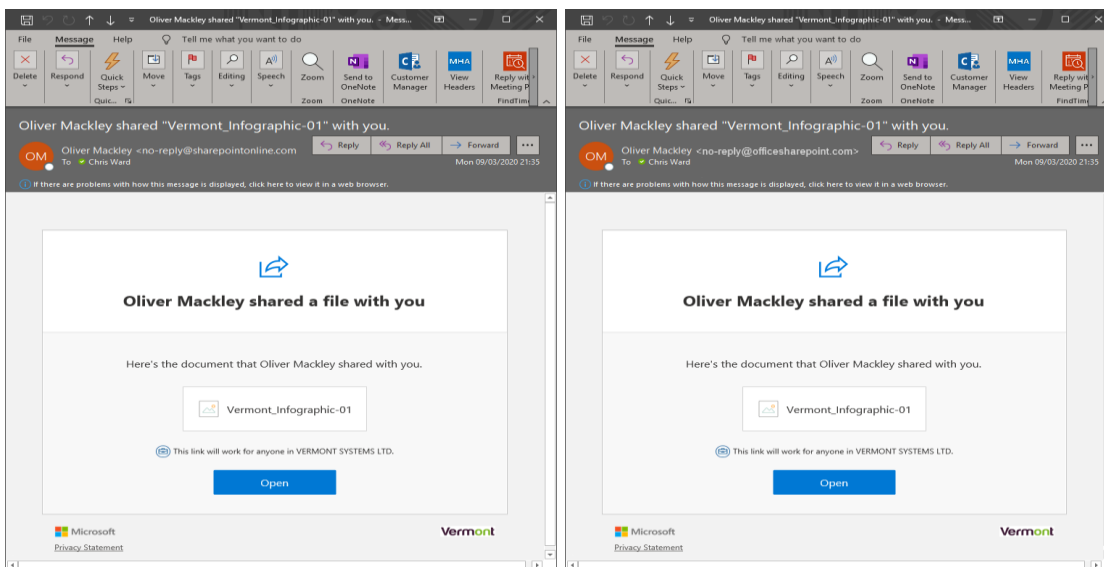 Oliver Mackley shared "Vermont_Infographic-01" with you. - Mess...
File Message Help Tell me what you want to do
Delete Respond Quick Steps Move Tags Editing Speech Zoom Send to OneNote Customer Manager View Headers Reply wit Meeting P
Quic... Zoom OneNote FindTim
Oliver Mackley shared "Vermont_Infographic-01" with you.
OM
Oliver Mackley <no-reply@sharepointonline.com
Reply Reply All Forward ...
To Chris Ward
Mon 09/03/2020 21:35
If there are problems with how this message is displayed, click here to view it in a web browser.
Oliver Mackley shared a file with you
Here's the document that Oliver Mackley shared with you.
Vermont_Infographic-01
This link will work for anyone in VERMONT SYSTEMS LTD.
Open
Microsoft
Vermont
Privacy Statement
Oliver Mackley shared "Vermont_Infographic-01" with you. - Mess...
File Message Help Tell me what you want to do
Delete Respond Quick Steps Move Tags Editing Speech Zoom Send to OneNote Customer Manager View Headers Reply wit Meeting P
Quic... Zoom OneNote FindTim
Oliver Mackley shared "Vermont_Infographic-01" with you.
OM
Oliver Mackley <no-reply@officesharepoint.com>
Reply Reply All Forward ...
To Chris Ward
Mon 09/03/2020 21:35
If there are problems with how this message is displayed, click here to view it in a web browser.
Oliver Mackley shared a file with you
Here's the document that Oliver Mackley shared with you.
Vermont_Infographic-01
This link will work for anyone in VERMONT SYSTEMS LTD.
Open
Microsoft
Vermont
Privacy Statement